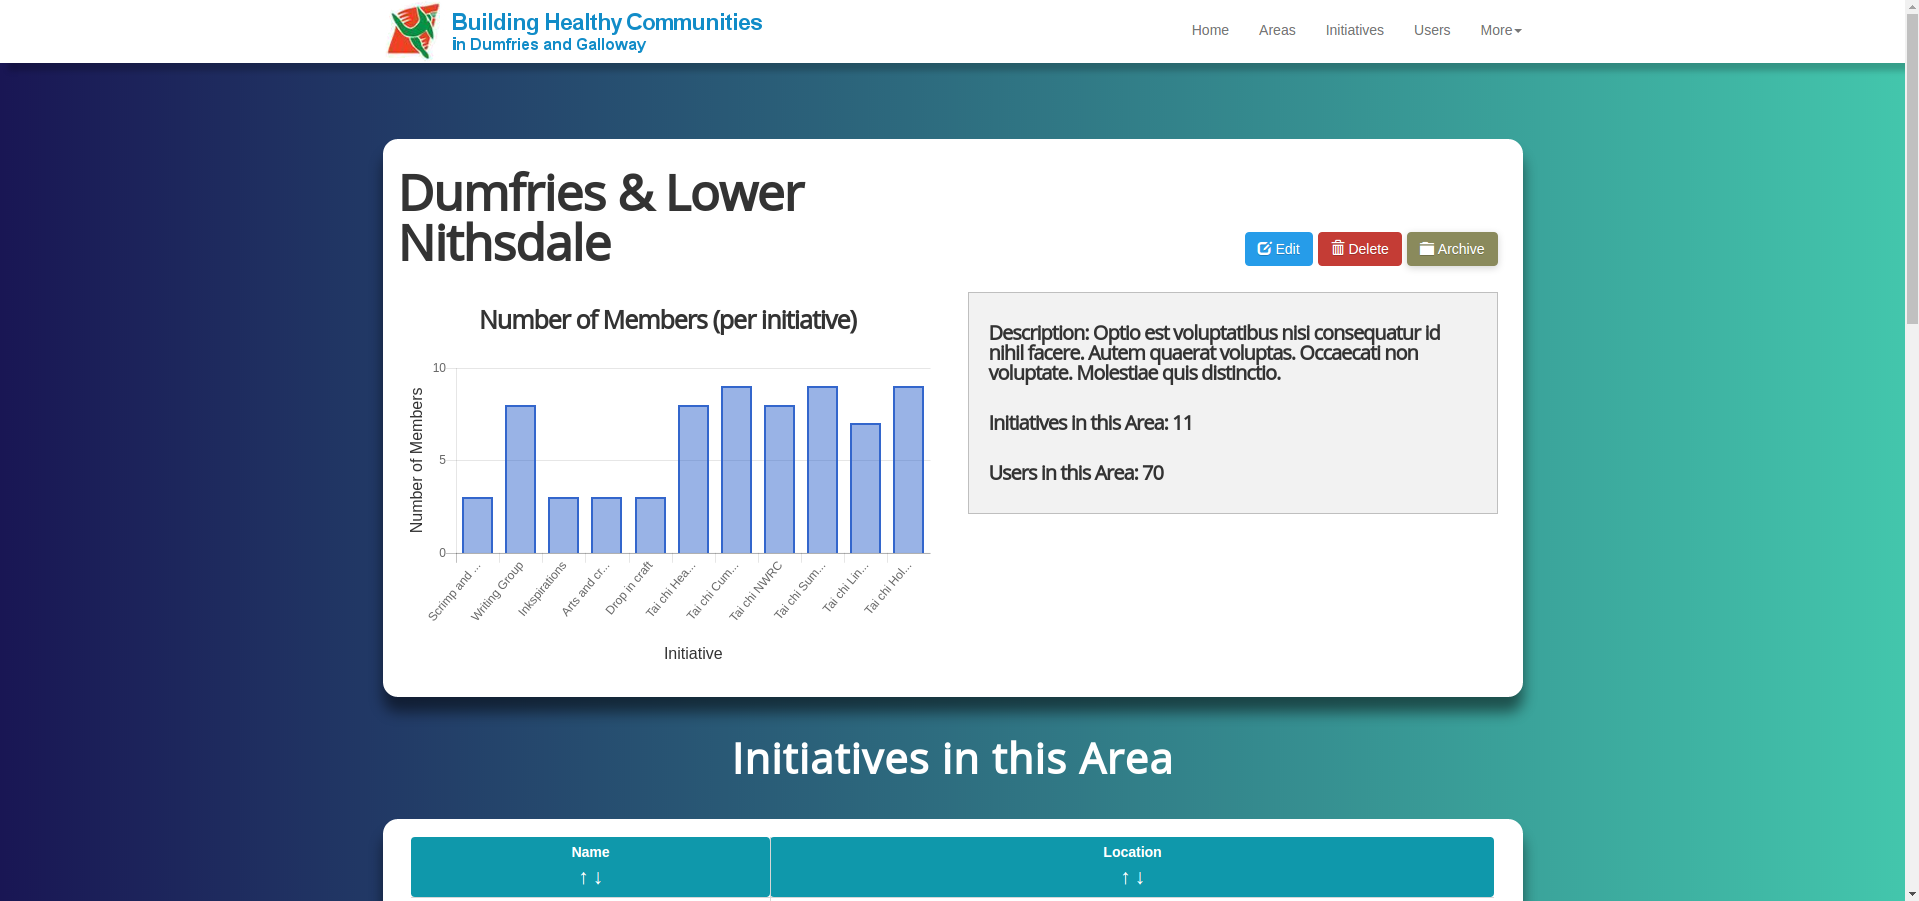 Building Healthy Communities
in Dumfries and Galloway
Home Areas Initiatives Users More
Dumfries & Lower
Nithsdale
Edit Delete Archive
Number of Members (per initiative)
Number of Members
10
5
0
Scrimp and ...
Writing Group
Inkspirations
Arts and cr...
Drop in craft
Tai chi Hea...
Tai chi Cum...
Tai chi NWRC
Tai chi Sum...
Tai chi Lin...
Tai chi Hol...
Initiative
Description: Optio est voluptatibus nisi consequatur id
nihil facere. Autem quaerat voluptas. Occaecati non
voluptate. Molestiae quis distinctio.
Initiatives in this Area: 11
Users in this Area: 70
Initiatives in this Area
Name Location
↑ ↓ ↑ ↓